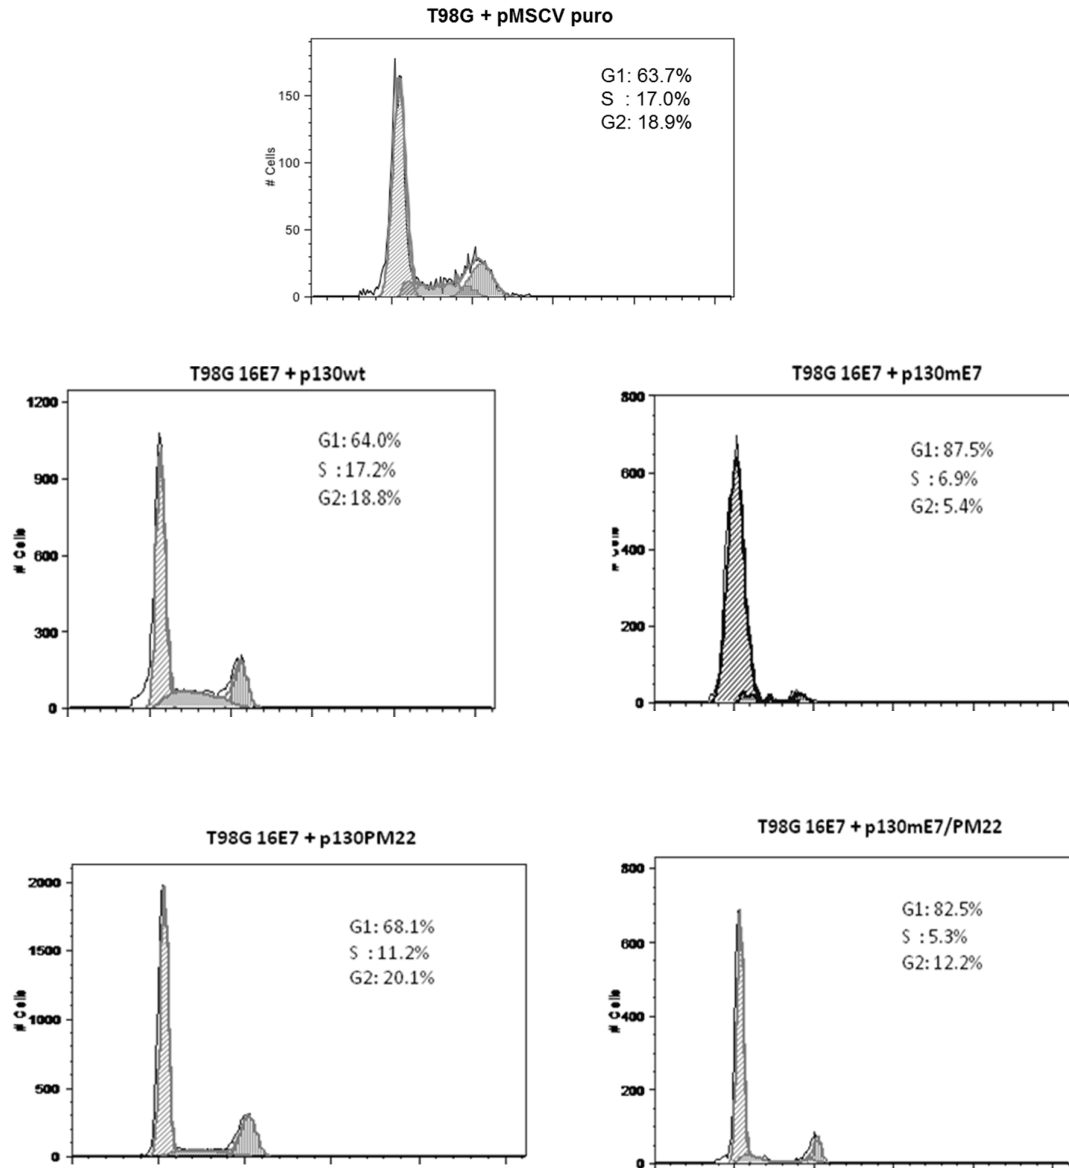 T98G + pMSCV puro
G1: 63.7%
S : 17.0%
G2: 18.9%
# Cells
150
100
50
0
T98G 16E7 + p130wt
G1: 64.0%
S : 17.2%
G2: 18.8%
# Cells
1200
900
600
300
0
T98G 16E7 + p130mE7
G1: 87.5%
S : 6.9%
G2: 5.4%
# Cells
800
600
400
200
0
T98G 16E7 + p130PM22
G1: 68.1%
S : 11.2%
G2: 20.1%
# Cells
2000
1500
1000
500
0
T98G 16E7 + p130mE7/PM22
G1: 82.5%
S : 5.3%
G2: 12.2%
# Cells
800
600
400
200
0